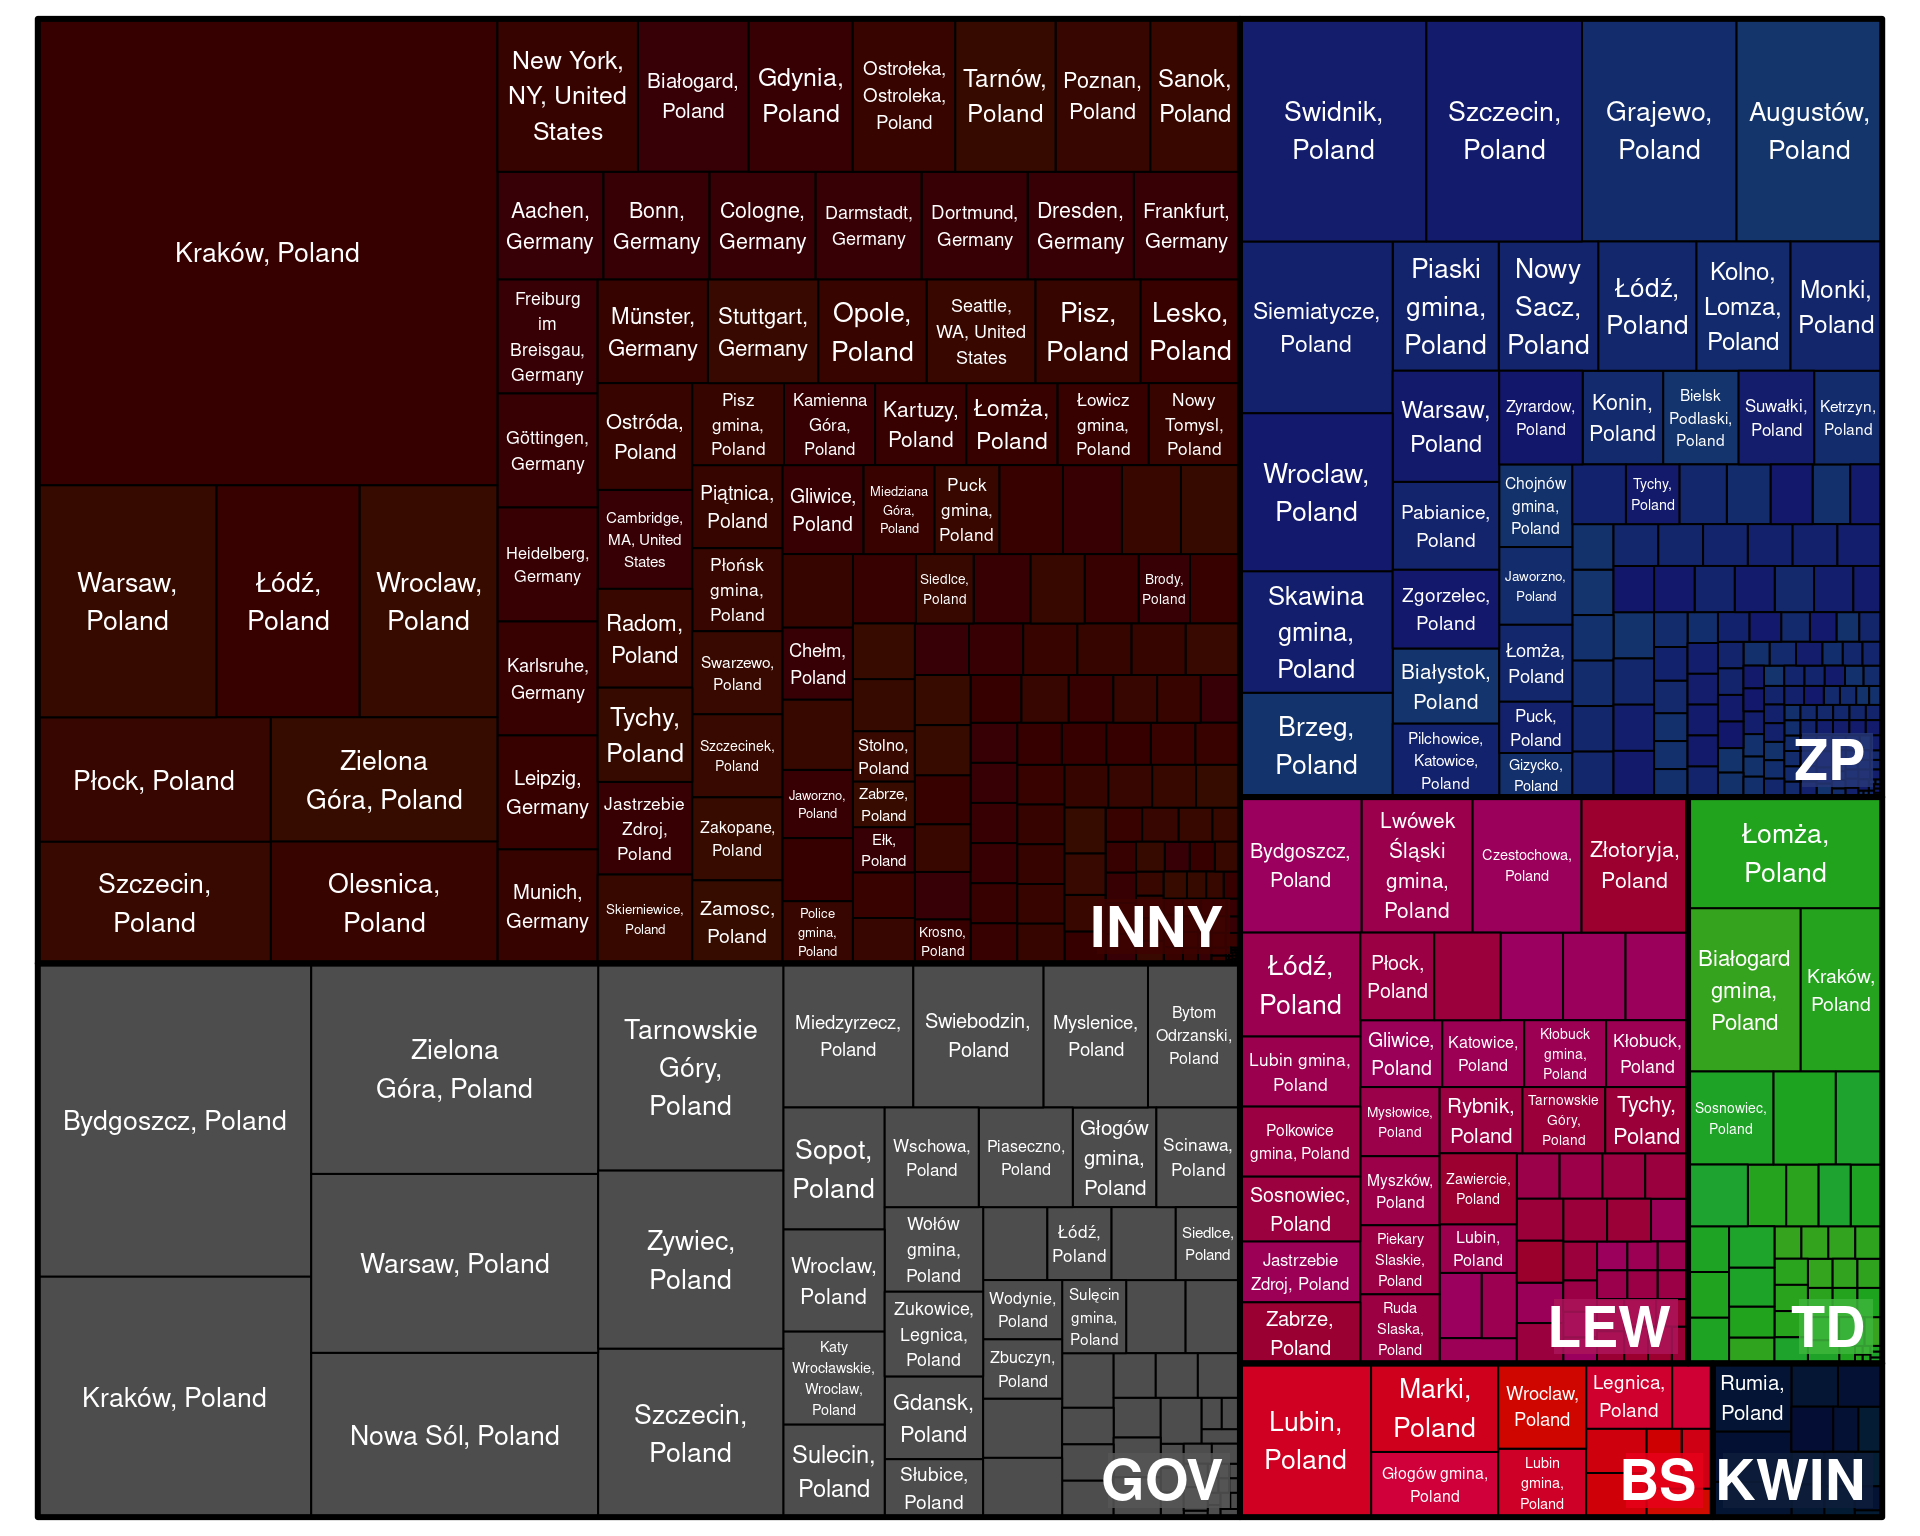 Kraków, Poland
Warsaw,
Poland
Łódź,
Poland
Wroclaw,
Poland
Płock, Poland
Zielona
Góra, Poland
Szczecin,
Poland
Olesnica,
Poland
New York,
NY, United
States
Białogard,
Poland
Gdynia,
Poland
Ostrołeka,
Ostroleka,
Poland
Tarnów,
Poland
Poznan,
Poland
Sanok,
Poland
Aachen,
Germany
Bonn,
Germany
Cologne,
Germany
Darmstadt,
Germany
Dortmund,
Germany
Dresden,
Germany
Frankfurt,
Germany
Freiburg
im
Breisgau,
Germany
Göttingen,
Germany
Heidelberg,
Germany
Karlsruhe,
Germany
Leipzig,
Germany
Munich,
Germany
Münster,
Germany
Stuttgart,
Germany
Opole,
Poland
Seattle,
WA, United
States
Pisz,
Poland
Lesko,
Poland
Ostróda,
Poland
Cambridge,
MA, United
States
Radom,
Poland
Tychy,
Poland
Jastrzebie
Zdroj,
Poland
Skierniewice,
Poland
Pisz
gmina,
Poland
Kamienna
Góra,
Poland
Kartuzy,
Poland
Łomża,
Poland
Łowicz
gmina,
Poland
Nowy
Tomysl,
Poland
Piątnica,
Poland
Płońsk
gmina,
Poland
Swarzewo,
Poland
Szczecinek,
Poland
Zakopane,
Poland
Zamosc,
Poland
Gliwice,
Poland
Miedziana
Góra,
Poland
Puck
gmina,
Poland
Siedlce,
Poland
Brody,
Poland
Chełm,
Poland
Jaworzno,
Poland
Police
gmina,
Poland
Stolno,
Poland
Zabrze,
Poland
Ełk,
Poland
Krosno,
Poland
INNY
Bydgoszcz, Poland
Kraków, Poland
Zielona
Góra, Poland
Warsaw, Poland
Nowa Sól, Poland
Tarnowskie
Góry,
Poland
Zywiec,
Poland
Szczecin,
Poland
Miedzyrzecz,
Poland
Swiebodzin,
Poland
Myslenice,
Poland
Bytom
Odrzanski,
Poland
Sopot,
Poland
Wroclaw,
Poland
Katy
Wrocławskie,
Wroclaw,
Poland
Sulecin,
Poland
Wschowa,
Poland
Piaseczno,
Poland
Głogów
gmina,
Poland
Scinawa,
Poland
Wołów
gmina,
Poland
Zukowice,
Legnica,
Poland
Gdansk,
Poland
Słubice,
Poland
Łódź,
Poland
Siedlce,
Poland
Wodynie,
Poland
Zbuczyn,
Poland
Sulęcin
gmina,
Poland
GOV
Swidnik,
Poland
Szczecin,
Poland
Grajewo,
Poland
Augustów,
Poland
Siemiatycze,
Poland
Wroclaw,
Poland
Skawina
gmina,
Poland
Brzeg,
Poland
Piaski
gmina,
Poland
Nowy
Sacz,
Poland
Łódź,
Poland
Kolno,
Lomza,
Poland
Monki,
Poland
Warsaw,
Poland
Pabianice,
Poland
Zgorzelec,
Poland
Białystok,
Poland
Pilchowice,
Katowice,
Poland
Zyrardow,
Poland
Konin,
Poland
Bielsk
Podlaski,
Poland
Suwałki,
Poland
Ketrzyn,
Poland
Chojnów
gmina,
Poland
Tychy,
Poland
Jaworzno,
Poland
Łomża,
Poland
Puck,
Poland
Gizycko,
Poland
ZP
Bydgoszcz,
Poland
Lwówek
Śląski
gmina,
Poland
Czestochowa,
Poland
Złotoryja,
Poland
Łódź,
Poland
Lubin gmina,
Poland
Polkowice
gmina, Poland
Sosnowiec,
Poland
Jastrzebie
Zdroj, Poland
Zabrze,
Poland
Płock,
Poland
Gliwice,
Poland
Katowice,
Poland
Kłobuck
gmina,
Poland
Kłobuck,
Poland
Mysłowice,
Poland
Rybnik,
Poland
Tarnowskie
Góry,
Poland
Tychy,
Poland
Myszków,
Poland
Zawiercie,
Poland
Piekary
Slaskie,
Poland
Lubin,
Poland
Ruda
Slaska,
Poland
LEW
Łomża,
Poland
Białogard
gmina,
Poland
Kraków,
Poland
Sosnowiec,
Poland
TD
Lubin,
Poland
Marki,
Poland
Głogów gmina,
Poland
Wroclaw,
Poland
Lubin
gmina,
Poland
Legnica,
Poland
BS
Rumia,
Poland
KWIN